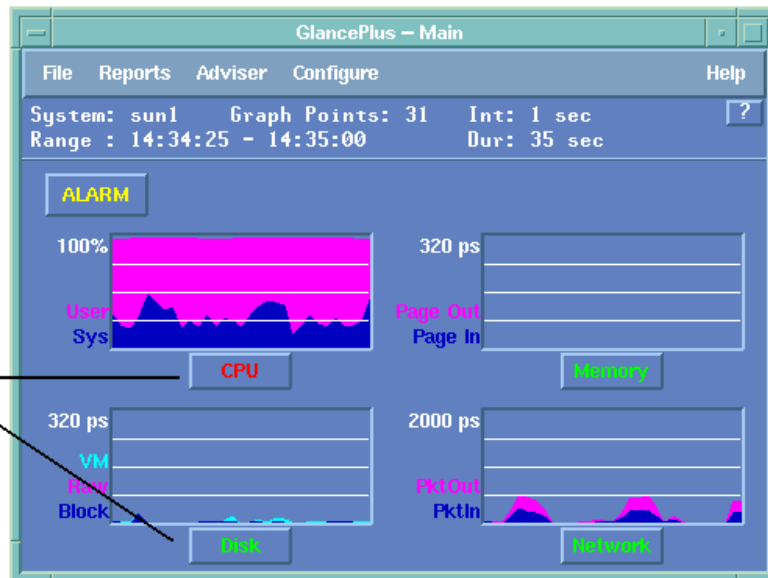 GlancePlus – Main
File Reports Adviser Configure Help
System: sun1 Graph Points: 31 Int: 1 sec ?
Range : 14:34:25 - 14:35:00 Dur: 35 sec
ALARM
100%
User
Sys
CPU
320 ps
Page Out
Page In
Memory
320 ps
VM
Raw
Block
Disk
2000 ps
PktOut
PktIn
Network